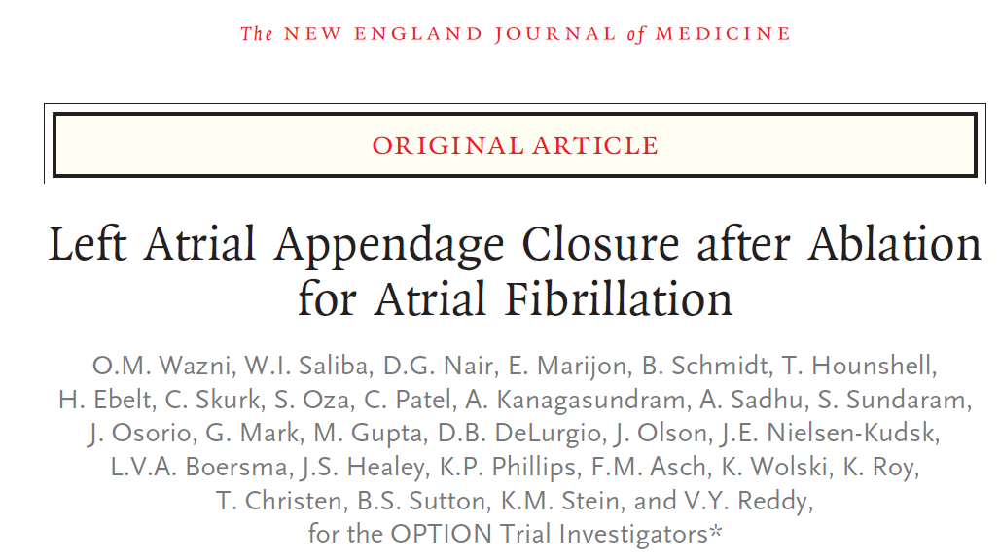 The NEW ENGLAND JOURNAL of MEDICINE
ORIGINAL ARTICLE
Left Atrial Appendage Closure after Ablation
for Atrial Fibrillation
O.M. Wazni, W.I. Saliba, D.G. Nair, E. Marijon, B. Schmidt, T. Hounshell,
H. Ebelt, C. Skurk, S. Oza, C. Patel, A. Kanagasundram, A. Sadhu, S. Sundaram,
J. Osorio, G. Mark, M. Gupta, D.B. DeLurgio, J. Olson, J.E. Nielsen-Kudsk,
L.V.A. Boersma, J.S. Healey, K.P. Phillips, F.M. Asch, K. Wolski, K. Roy,
T. Christen, B.S. Sutton, K.M. Stein, and V.Y. Reddy,
for the OPTION Trial Investigators*